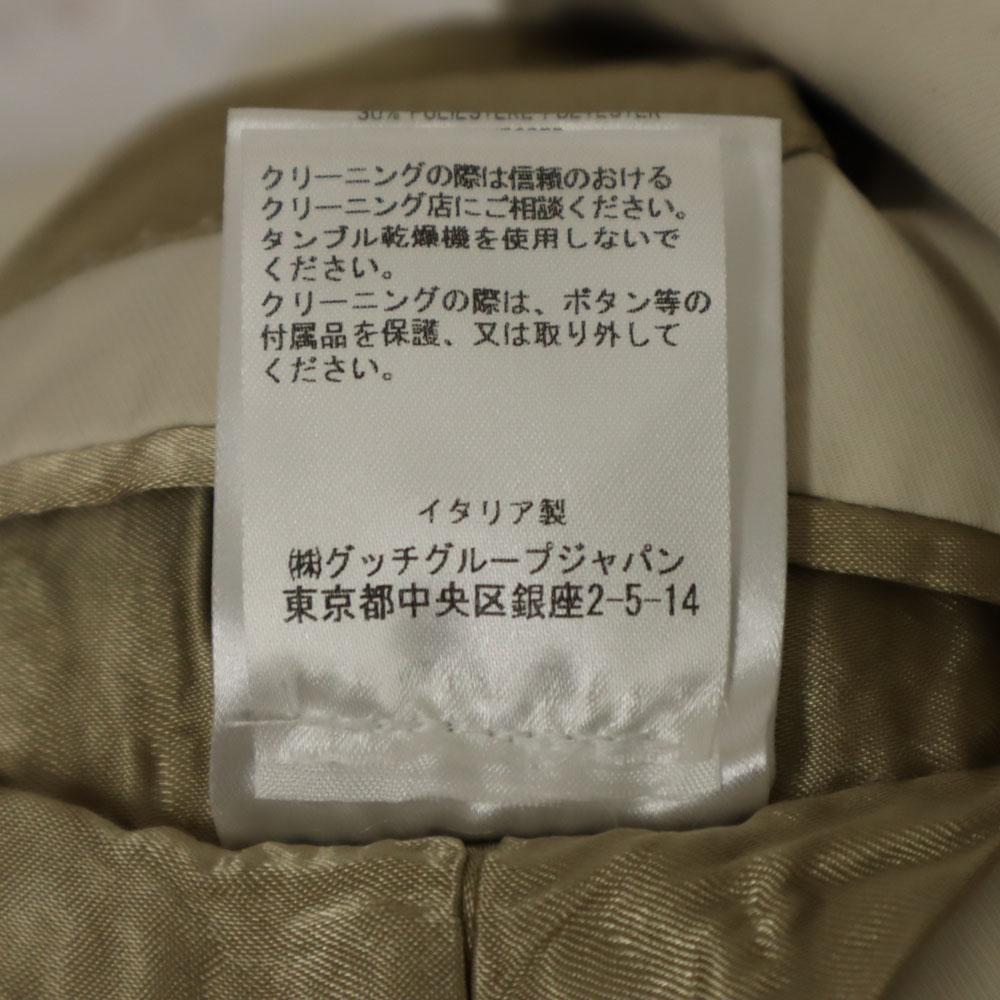 30% POLIESTERE POLYESTER
クリーニングの際は信頼のおける
クリーニング店にご相談ください。
タンブル乾燥機を使用しないで
ください。
クリーニングの際は、ボタン等の
付属品を保護、又は取り外して
ください。
イタリア製
㈱グッチグループジャパン
東京都中央区銀座2-5-14